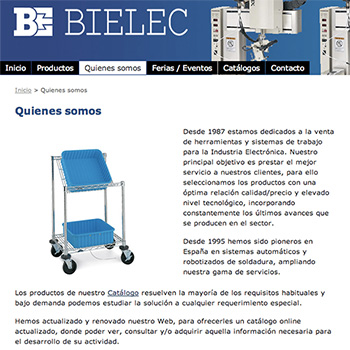 BE BIELEC
Inicio Productos Quienes somos Ferias / Eventos Catálogos Contacto
Inicio > Quienes somos
Quienes somos
Desde 1987 estamos dedicados a la venta
de herramientas y sistemas de trabajo
para la Industria Electrónica. Nuestro
principal objetivo es prestar el mejor
servicio a nuestros clientes, para ello
seleccionamos los productos con una
óptima relación calidad/precio y elevado
nivel tecnológico, incorporando
constantemente los últimos avances que
se producen en el sector.
Desde 1995 hemos sido pioneros en
España en sistemas automáticos y
robotizados de soldadura, ampliando
nuestra gama de servicios.
Los productos de nuestro Catálogo resuelven la mayoría de los requisitos habituales y
bajo demanda podemos estudiar la solución a cualquier requerimiento especial.
Hemos actualizado y renovado nuestro Web, para ofrecerles un catálogo online
actualizado, donde poder ver, consultar y/o adquirir aquella información necesaria para
el desarrollo de su actividad.